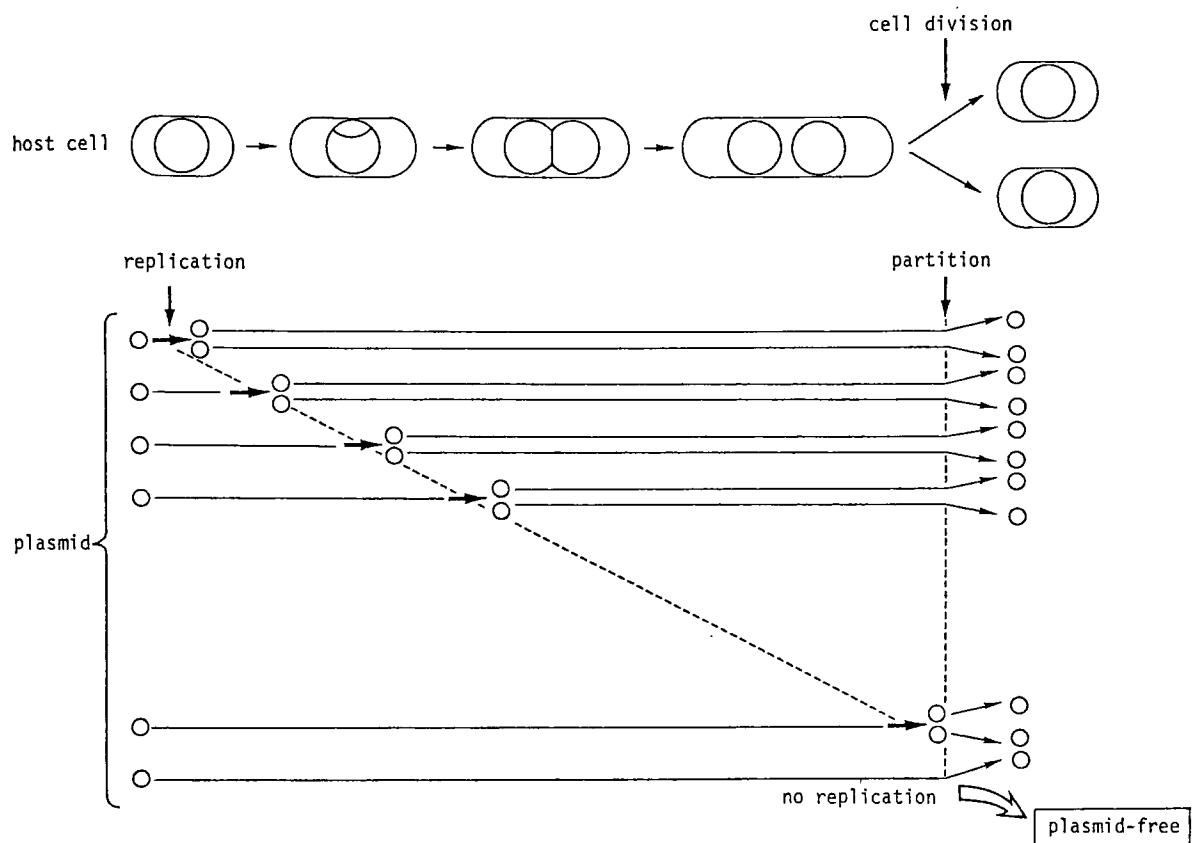 cell division
host cell
replication
partition
plasmid
no replication
plasmid-free